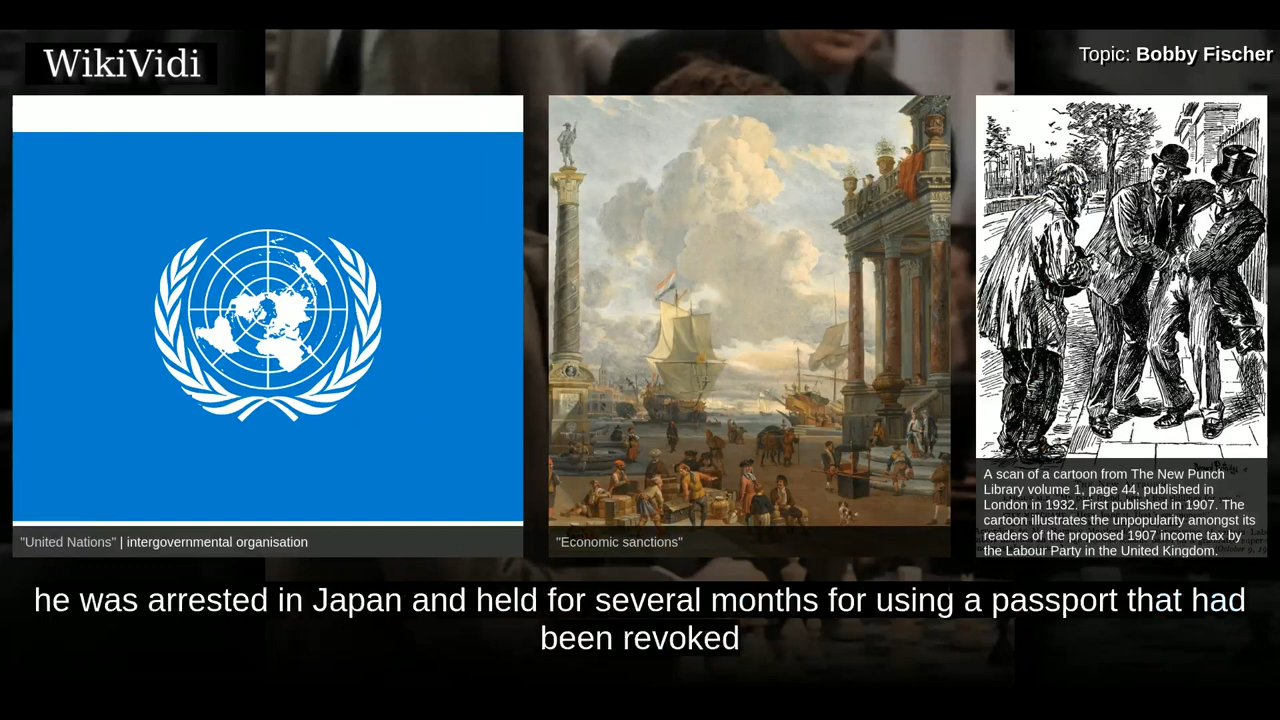 WikiVidi
Topic: Bobby Fischer
"United Nations" | intergovernmental organisation
"Economic sanctions"
A scan of a cartoon from The New Punch
Library volume 1, page 44, published in
London in 1932. First published in 1907. The
cartoon illustrates the unpopularity amongst its
readers of the proposed 1907 income tax by
the Labour Party in the United Kingdom.
he was arrested in Japan and held for several months for using a passport that had
been revoked